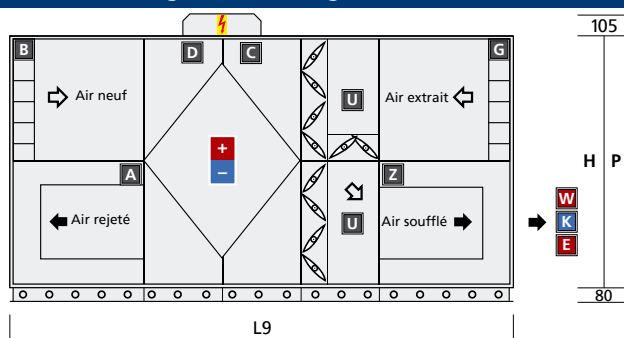 105
B
D
C
G
Air neuf
U
Air extrait
+
−
H
P
A
Z
Air rejeté
U
Air soufflé
W
K
E
80
L9